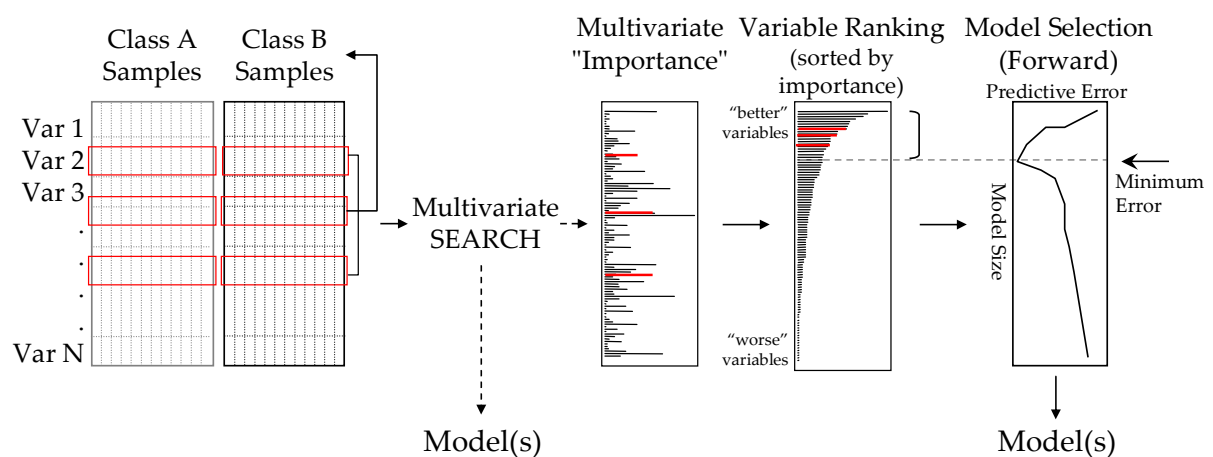 Class A
Samples
Class B
Samples
Var 1
Var 2
Var 3
.
.
.
.
Var N
Multivariate
SEARCH
Model(s)
Multivariate
"Importance"
Variable Ranking
(sorted by
importance)
“better”
variables
“worse”
variables
Model Selection
(Forward)
Predictive Error
Model Size
Minimum
Error
Model(s)